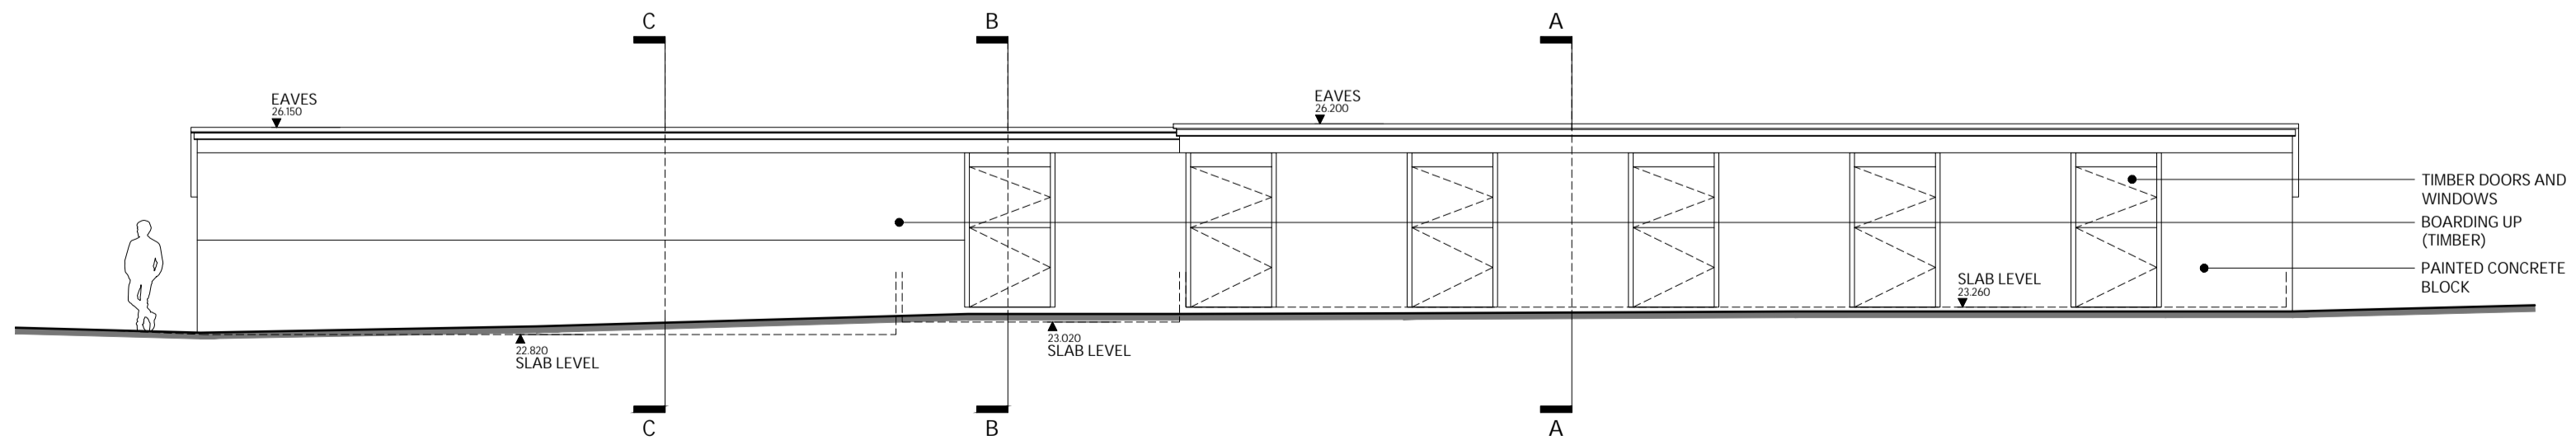 C
B
A
EAVES
26.150
EAVES
26.200
TIMBER DOORS AND
WINDOWS
BOARDING UP
(TIMBER)
PAINTED CONCRETE
BLOCK
SLAB LEVEL
23.260
22.820
SLAB LEVEL
23.020
SLAB LEVEL
C
B
A